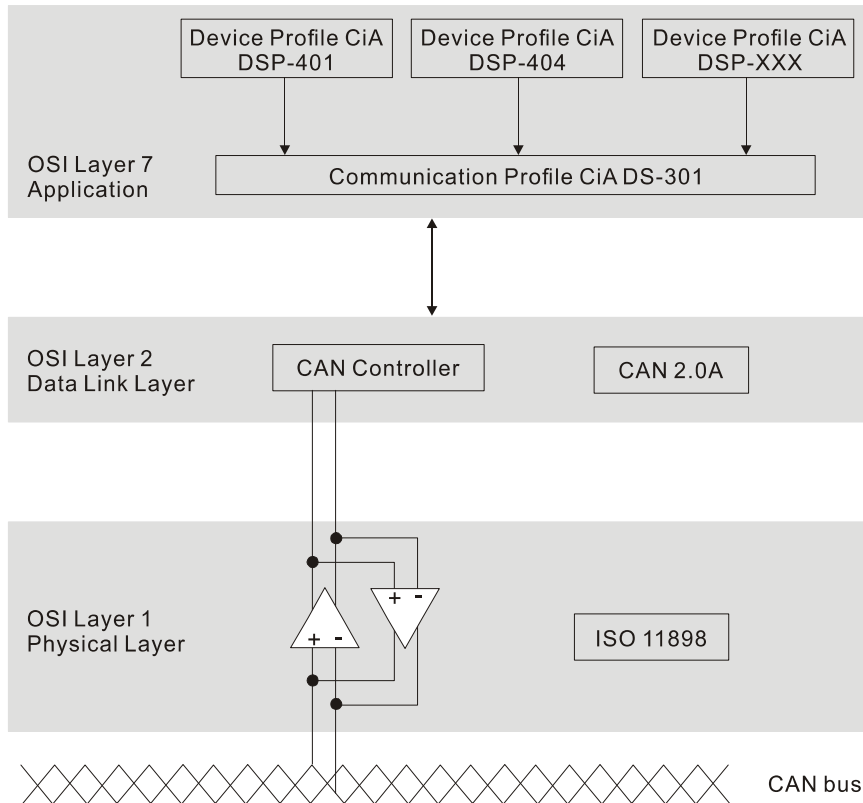 Device Profile CiA
DSP-401
Device Profile CiA
DSP-404
Device Profile CiA
DSP-XXX
OSI Layer 7
Application
Communication Profile CiA DS-301
OSI Layer 2
Data Link Layer
CAN Controller
CAN 2.0A
OSI Layer 1
Physical Layer
+ -
+ -
ISO 11898
CAN bus